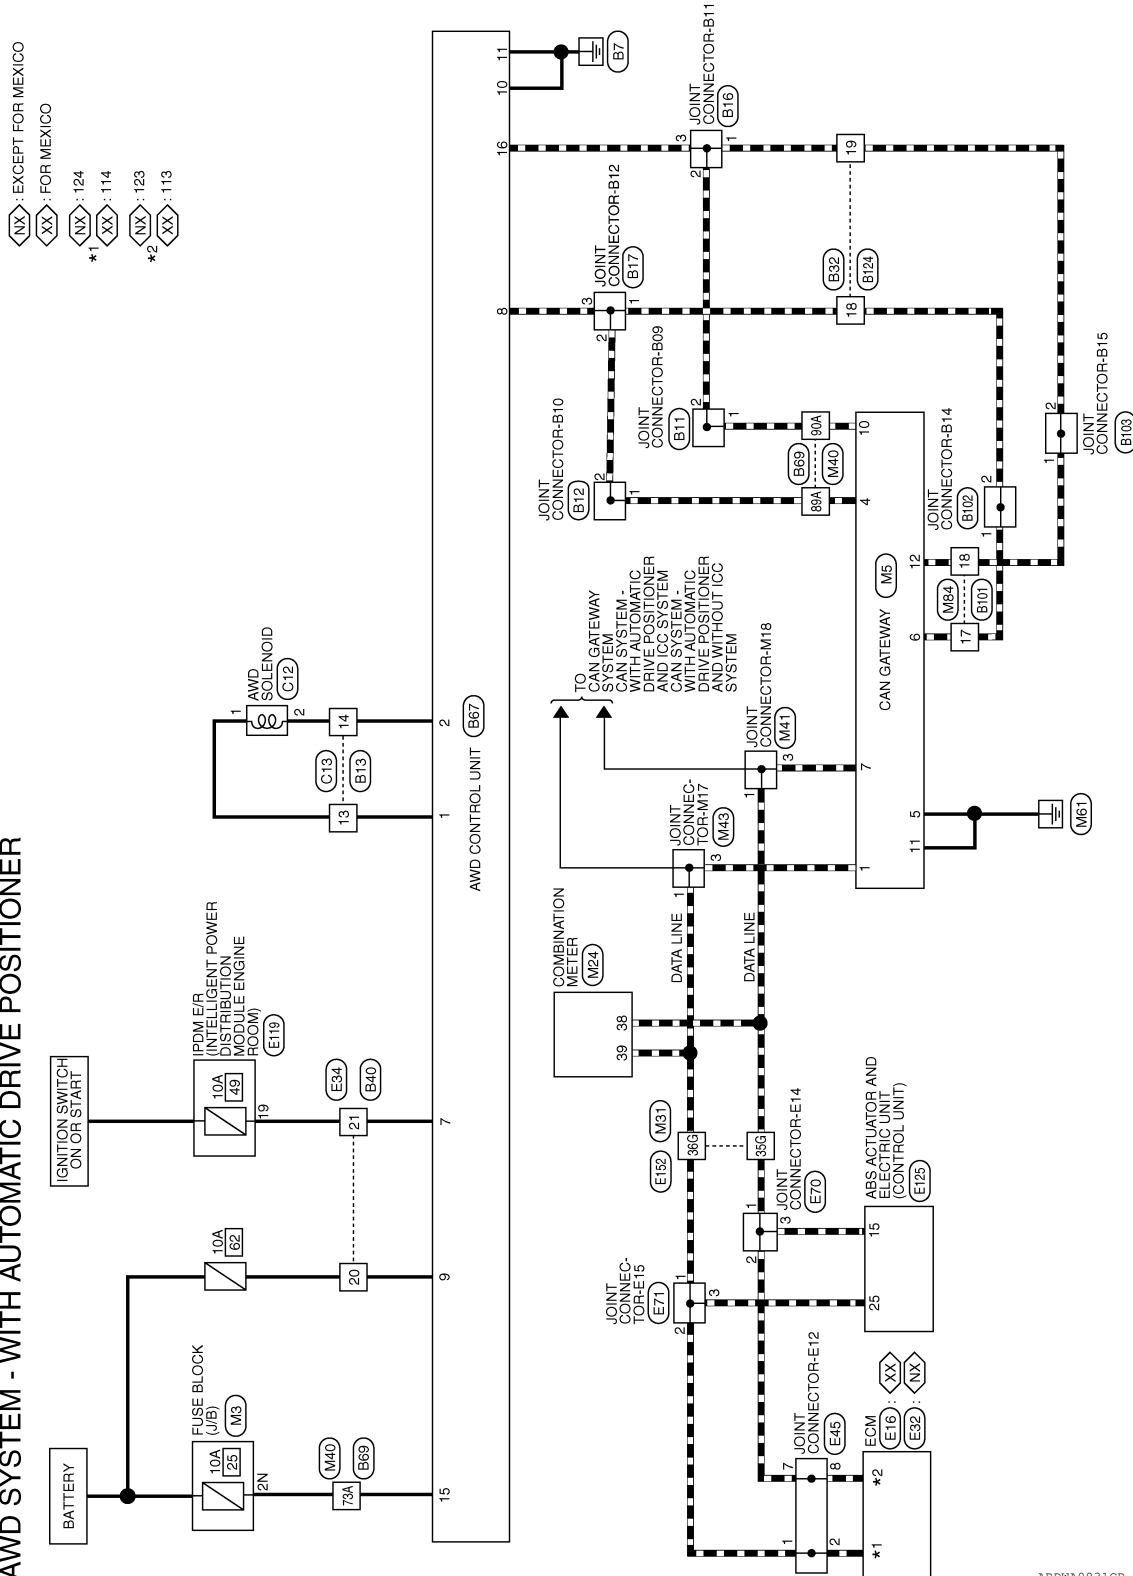 AWD SYSTEM - WITH AUTOMATIC DRIVE POSITIONER
NX : EXCEPT FOR MEXICO
XX : FOR MEXICO
*1
NX : 124
XX : 114
*2
NX : 123
XX : 113
BATTERY
IGNITION SWITCH
ON OR START
FUSE BLOCK
(J/B)
M3
10A
25
2N
10A
62
IPDM E/R
(INTELLIGENT POWER
DISTRIBUTION
MODULE ENGINE
ROOM)
E119
10A
49
19
M40
B69
73A
20
21
E34
B40
AWD
SOLENOID
C12
1
2
13
14
C13
B13
15
9
7
1
2
8
16
10
11
AWD CONTROL UNIT
B67
B7
JOINT
CONNECTOR-B12
B17
3
1
2
JOINT
CONNECTOR-B11
B16
3
1
2
JOINT
CONNECTOR-B10
B12
2
1
JOINT
CONNECTOR-B09
B11
2
1
B32
B124
18
19
B69
M40
89A
90A
4
10
COMBINATION
METER
M24
39
38
TO
CAN GATEWAY
SYSTEM
CAN SYSTEM -
WITH AUTOMATIC
DRIVE POSITIONER
AND ICC SYSTEM
CAN SYSTEM -
WITH AUTOMATIC
DRIVE POSITIONER
AND WITHOUT ICC
SYSTEM
DATA LINE
DATA LINE
JOINT
CONNEC-
TOR-M17
M43
1
3
JOINT
CONNECTOR-M18
M41
1
3
1
7
CAN GATEWAY
M5
11
5
6
12
M61
M84
B101
17
18
JOINT
CONNECTOR-B14
B102
1
2
JOINT
CONNECTOR-B15
B103
1
2
E152
M31
36G
35G
JOINT
CONNEC-
TOR-E15
E71
2
1
3
JOINT
CONNECTOR-E14
E70
2
1
3
ABS ACTUATOR AND
ELECTRIC UNIT
(CONTROL UNIT)
E125
25
15
JOINT
CONNECTOR-E12
E45
1
7
2
8
ECM
E16 : XX
E32 : NX
*1
*2